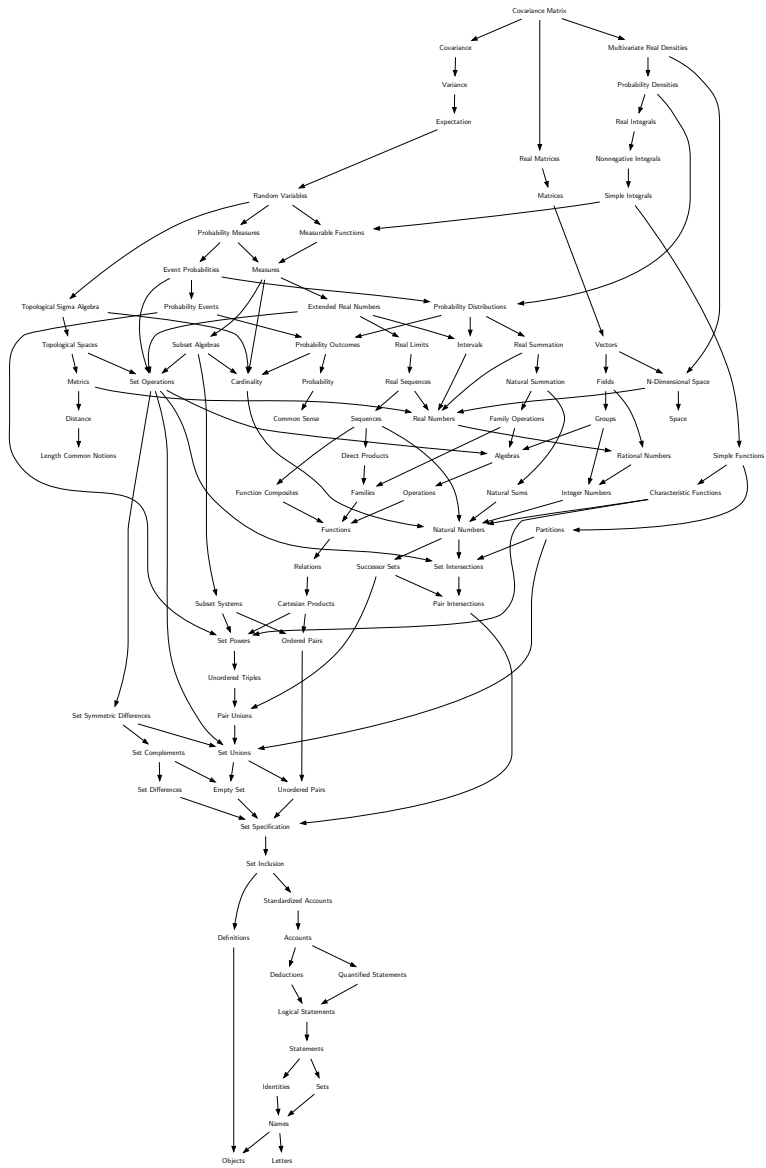 Covariance Matrix
Covariance
Multivariate Real Densities
Variance
Probability Densities
Expectation
Real Integrals
Real Matrices
Nonnegative Integrals
Random Variables
Matrices
Simple Integrals
Probability Measures
Measurable Functions
Event Probabilities
Measures
Topological Sigma Algebra
Probability Events
Extended Real Numbers
Probability Distributions
Topological Spaces
Subset Algebras
Probability Outcomes
Real Limits
Intervals
Real Summation
Vectors
Metrics
Set Operations
Cardinality
Probability
Real Sequences
Natural Summation
Fields
N-Dimensional Space
Distance
Common Sense
Sequences
Real Numbers
Family Operations
Groups
Space
Length Common Notions
Direct Products
Algebras
Rational Numbers
Simple Functions
Function Composites
Families
Operations
Natural Sums
Integer Numbers
Characteristic Functions
Functions
Natural Numbers
Partitions
Relations
Successor Sets
Set Intersections
Subset Systems
Cartesian Products
Pair Intersections
Set Powers
Ordered Pairs
Unordered Triples
Set Symmetric Differences
Pair Unions
Set Complements
Set Unions
Set Differences
Empty Set
Unordered Pairs
Set Specification
Set Inclusion
Standardized Accounts
Definitions
Accounts
Deductions
Quantified Statements
Logical Statements
Statements
Identities
Sets
Names
Objects
Letters